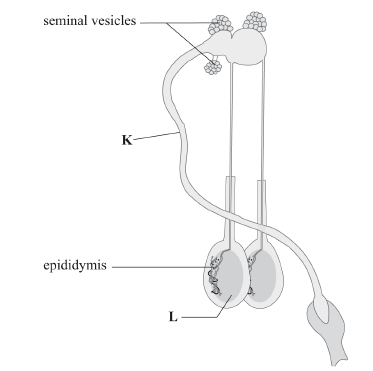 seminal vesicles
K
epididymis
L